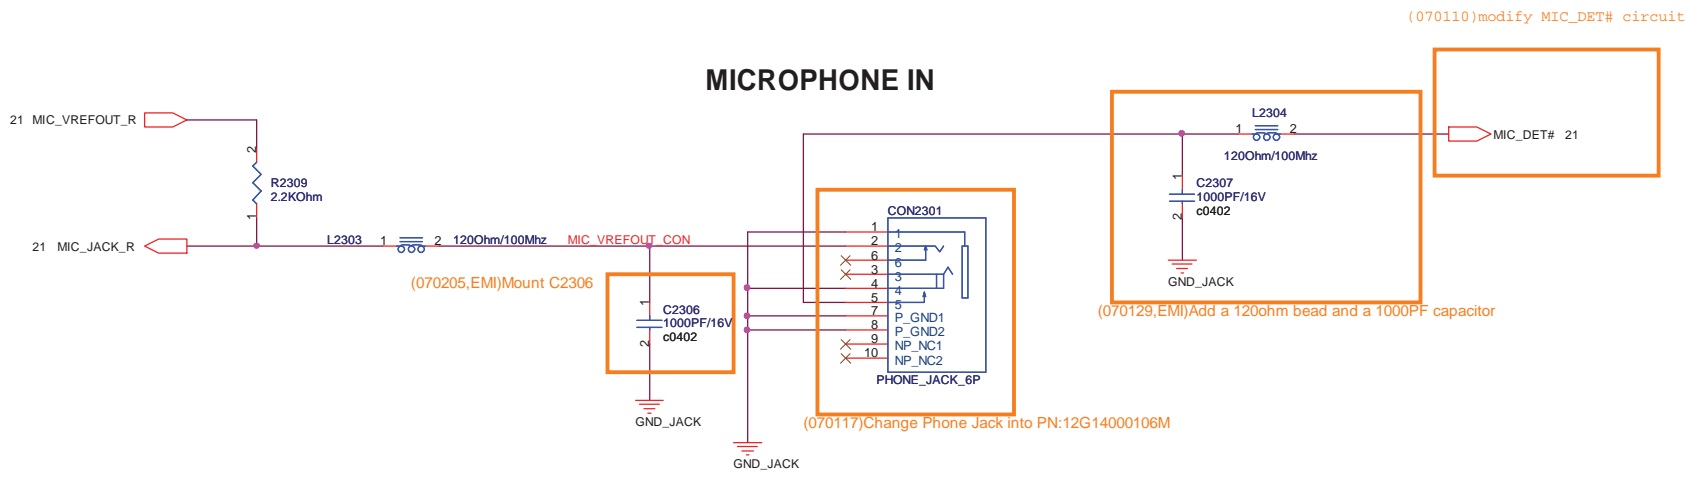 (070110)modify MIC_DET# circuit
MICROPHONE IN
21 MIC_VREFOUT_R
2
R2309
2.2KOhm
1
21 MIC_JACK_R
L2303 1 2 120Ohm/100Mhz
MIC_VREFOUT_CON
(070205,EMI)Mount C2306
1
C2306
1000PF/16V
c0402
2
GND_JACK
GND_JACK
CON2301
1 1
2 2
6 6
3 3
4 4
5 5
7 P_GND1
8 P_GND2
9 NP_NC1
10 NP_NC2
PHONE_JACK_6P
(070117)Change Phone Jack into PN:12G14000106M
L2304
1 2
120Ohm/100Mhz
1
C2307
1000PF/16V
c0402
2
GND_JACK
(070129,EMI)Add a 120ohm bead and a 1000PF capacitor
MIC_DET# 21